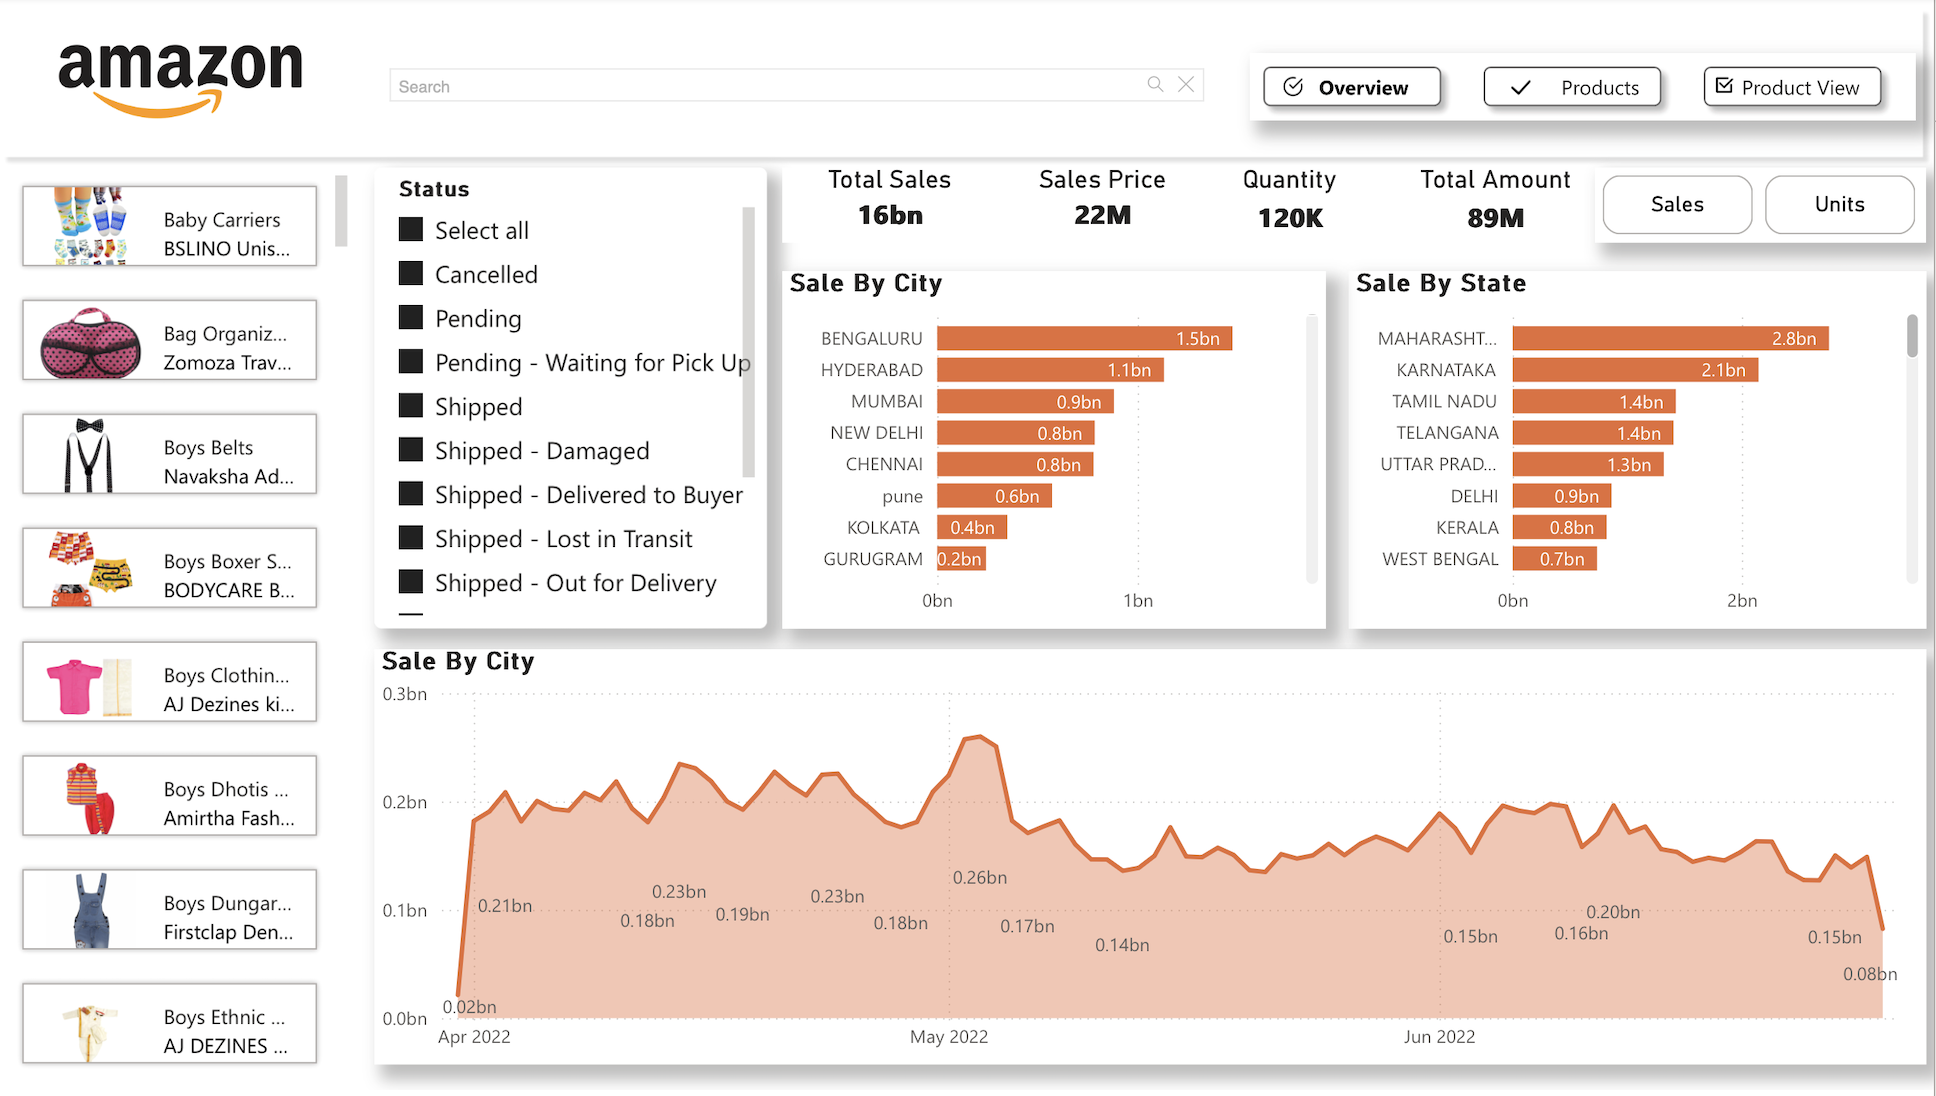 amazon
Search
Overview
Products
Product View
Baby Carriers
BSLINO Unis...
Bag Organiz...
Zomoza Trav...
Boys Belts
Navaksha Ad...
Boys Boxer S...
BODYCARE B...
Boys Clothin...
AJ Dezines ki...
Boys Dhotis ...
Amirtha Fash...
Boys Dungar...
Firstclap Den...
Boys Ethnic ...
AJ DEZINES ...
Status
Select all
Cancelled
Pending
Pending - Waiting for Pick Up
Shipped
Shipped - Damaged
Shipped - Delivered to Buyer
Shipped - Lost in Transit
Shipped - Out for Delivery
Total Sales
16bn
Sales Price
22M
Quantity
120K
Total Amount
89M
Sales
Units
Sale By City
BENGALURU 1.5bn
HYDERABAD 1.1bn
MUMBAI 0.9bn
NEW DELHI 0.8bn
CHENNAI 0.8bn
pune 0.6bn
KOLKATA 0.4bn
GURUGRAM 0.2bn
0bn 1bn
Sale By State
MAHARASHT... 2.8bn
KARNATAKA 2.1bn
TAMIL NADU 1.4bn
TELANGANA 1.4bn
UTTAR PRAD... 1.3bn
DELHI 0.9bn
KERALA 0.8bn
WEST BENGAL 0.7bn
0bn 2bn
Sale By City
0.3bn
0.2bn
0.1bn
0.0bn
0.02bn
0.21bn
0.18bn
0.23bn
0.19bn
0.23bn
0.18bn
0.26bn
0.17bn
0.14bn
0.15bn
0.16bn
0.20bn
0.15bn
0.08bn
Apr 2022 May 2022 Jun 2022